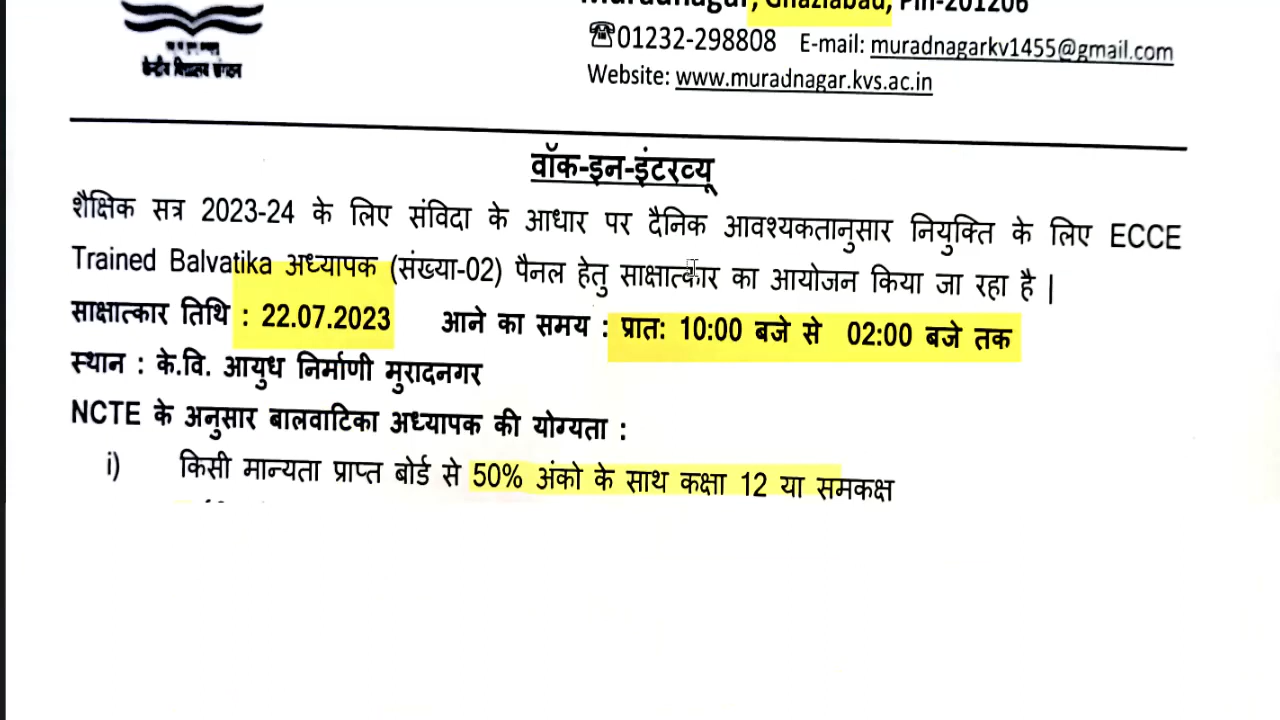 Muradnagar, Ghaziabad, Pin-201206
☎01232-298808 E-mail: muradnagarkv1455@gmail.com
केन्द्रीय विद्यालय संगठन
Website: www.muradnagar.kvs.ac.in
वॉक-इन-इंटरव्यू
शैक्षिक सत्र 2023-24 के लिए संविदा के आधार पर दैनिक आवश्यकतानुसार नियुक्ति के लिए ECCE
Trained Balvatika अध्यापक (संख्या-02) पैनल हेतु साक्षात्कार का आयोजन किया जा रहा है |
साक्षात्कार तिथि : 22.07.2023 आने का समय : प्रात: 10:00 बजे से 02:00 बजे तक
स्थान : के.वि. आयुध निर्माणी मुरादनगर
NCTE के अनुसार बालवाटिका अध्यापक की योग्यता :
i) किसी मान्यता प्राप्त बोर्ड से 50% अंको के साथ कक्षा 12 या समकक्ष